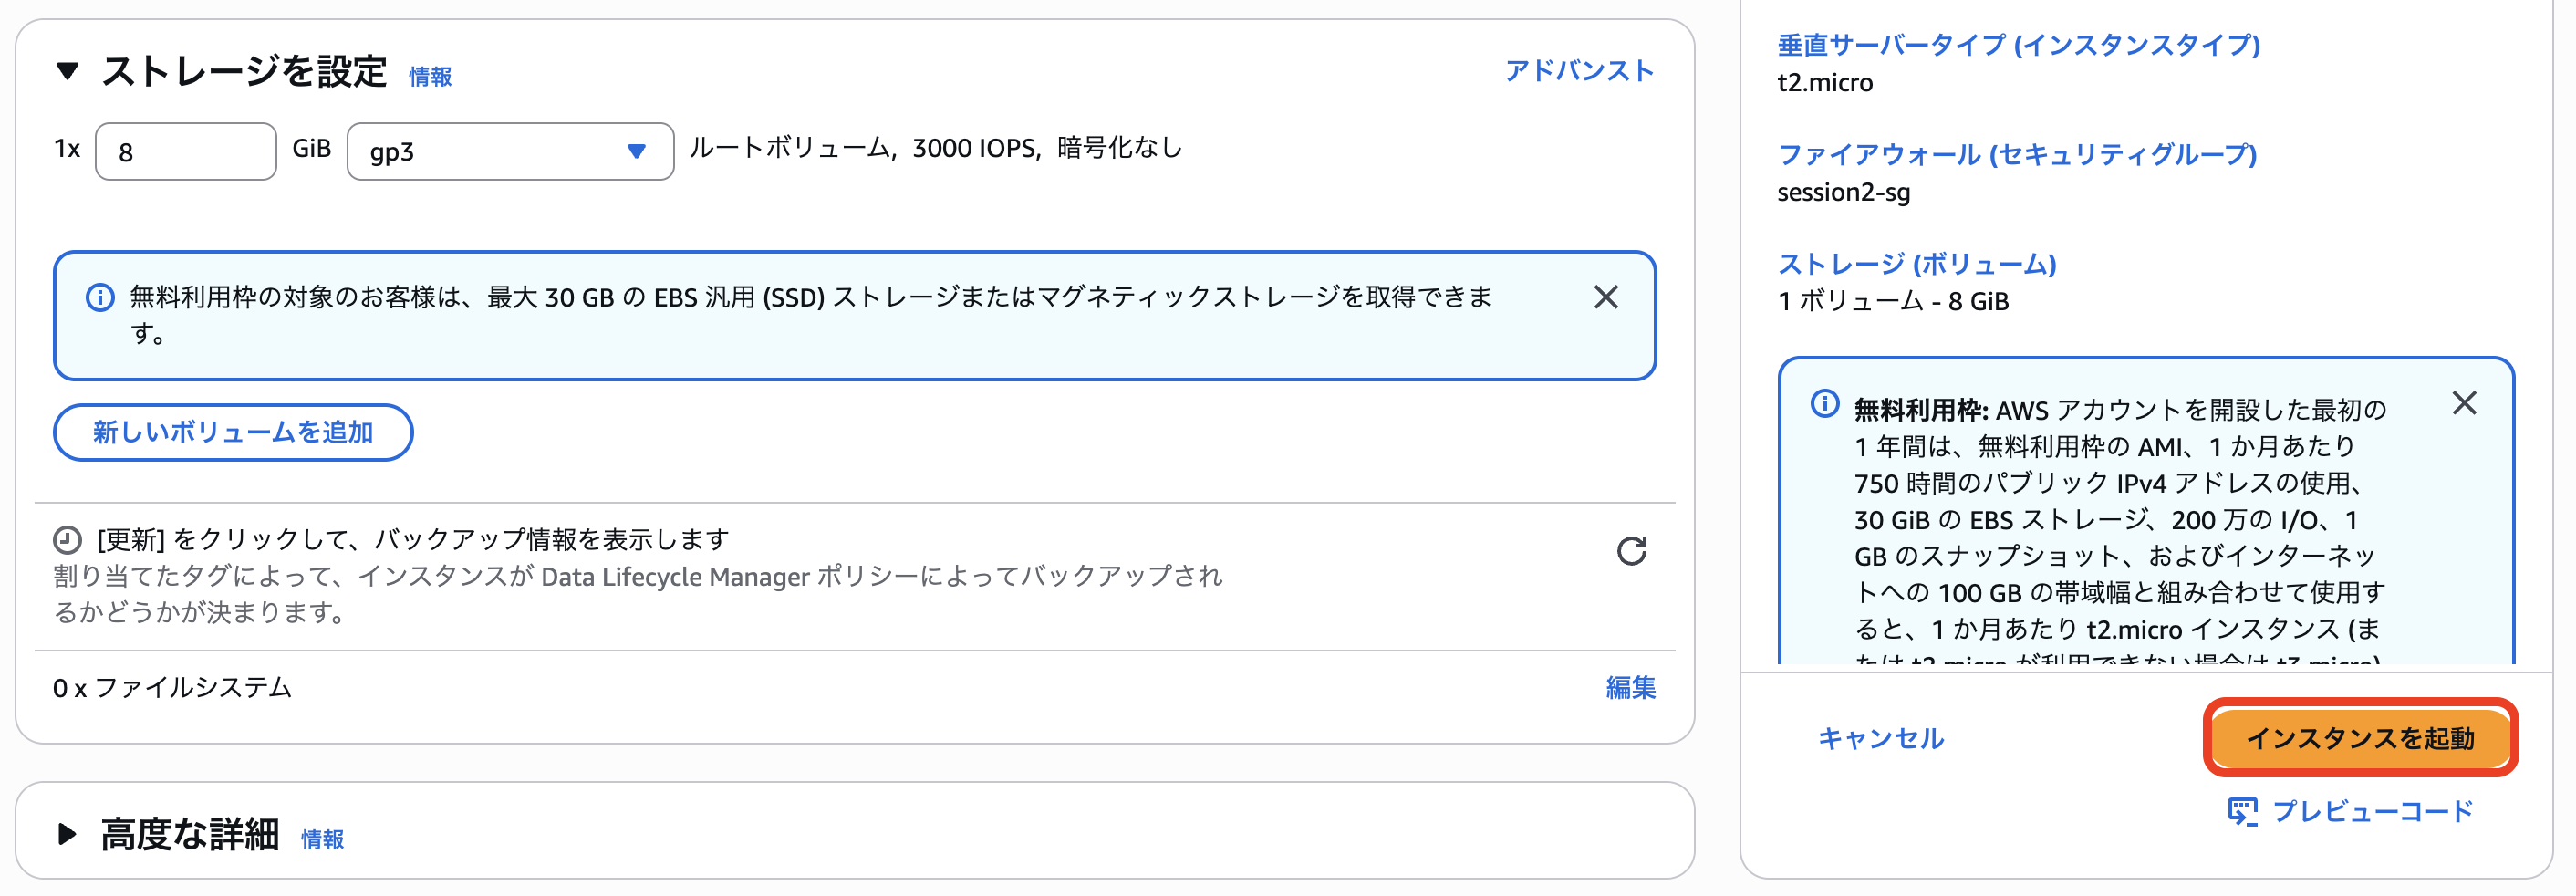 ストレージを設定 情報
アドバンスト
1x 8 GiB gp3 ルートボリューム, 3000 IOPS, 暗号化なし
無料利用枠の対象のお客様は、最大 30 GB の EBS 汎用 (SSD) ストレージまたはマグネティックストレージを取得できま
す。
新しいボリュームを追加
[更新] をクリックして、バックアップ情報を表示します
割り当てたタグによって、インスタンスが Data Lifecycle Manager ポリシーによってバックアップされ
るかどうかが決まります。
0 x ファイルシステム
編集
高度な詳細 情報
垂直サーバータイプ (インスタンスタイプ)
t2.micro
ファイアウォール (セキュリティグループ)
session2-sg
ストレージ (ボリューム)
1 ボリューム - 8 GiB
無料利用枠: AWS アカウントを開設した最初の
1 年間は、無料利用枠の AMI、1 か月あたり
750 時間のパブリック IPv4 アドレスの使用、
30 GiB の EBS ストレージ、200 万の I/O、1
GB のスナップショット、およびインターネッ
トへの 100 GB の帯域幅と組み合わせて使用す
ると、1 か月あたり t2.micro インスタンス (ま
たは t2.micro が利用できない場合は t3.micro)
キャンセル
インスタンスを起動
プレビューコード